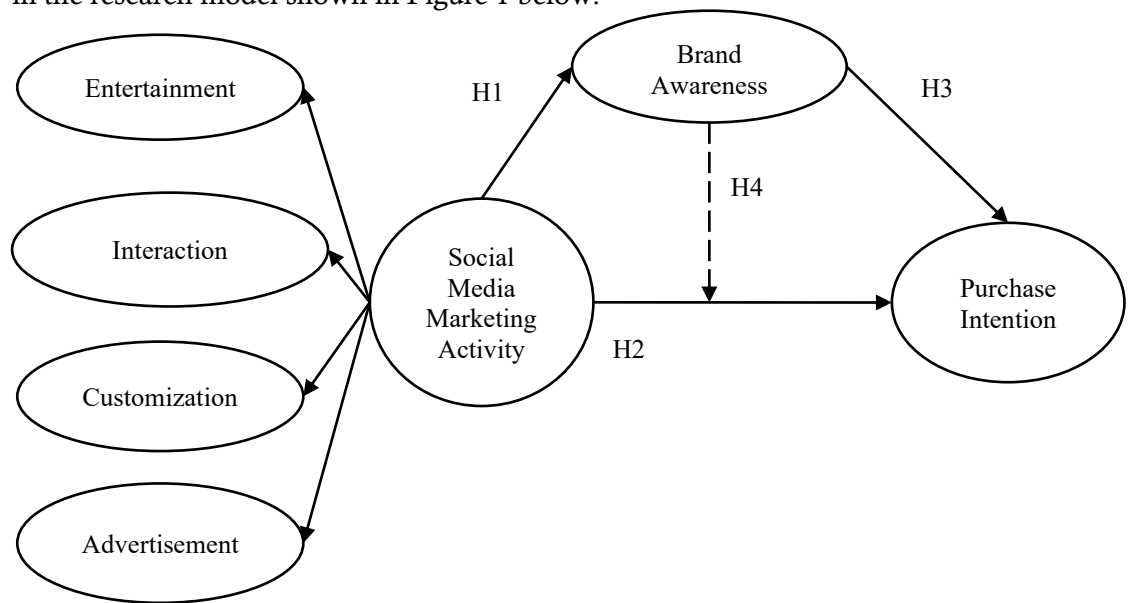 in the research model shown in Figure 1 below.
Entertainment
Interaction
Customization
Advertisement
Social
Media
Marketing
Activity
H1
Brand
Awareness
H3
H4
H2
Purchase
Intention